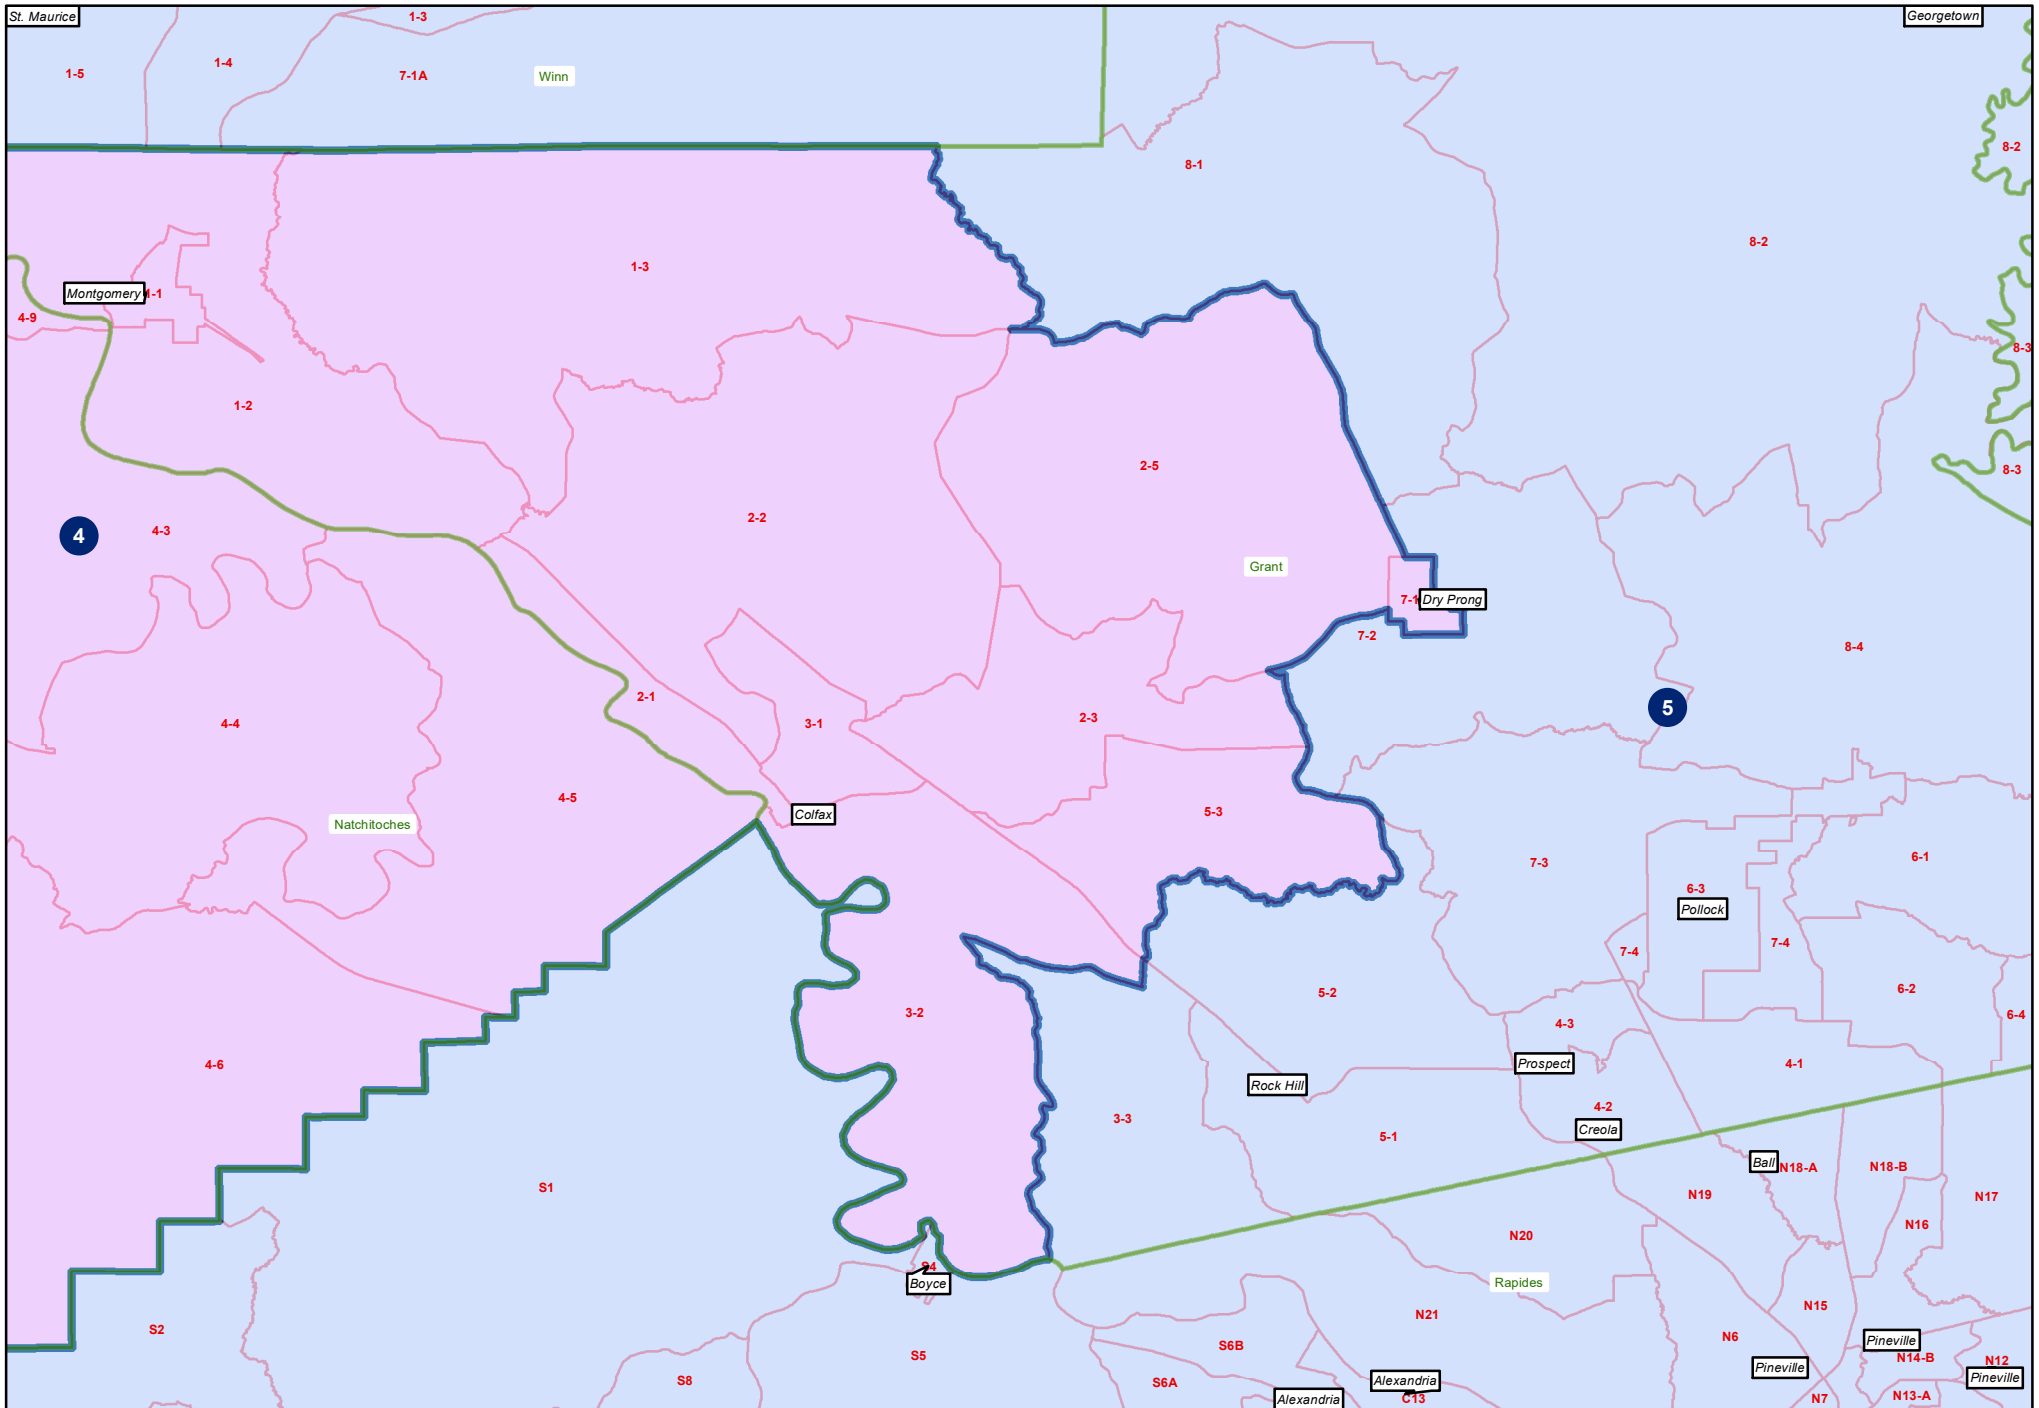 St. Maurice
1-3
Georgetown
1-5
1-4
7-1A
Winn
8-1
8-2
8-2
1-3
Montgomery
1-1
4-9
8-3
1-2
2-5
8-3
2-2
4
4-3
Grant
7-1
Dry Prong
7-2
8-4
2-1
4-4
3-1
2-3
5
4-5
Colfax
5-3
Natchitoches
7-3
6-1
6-3
Pollock
7-4
7-4
5-2
6-2
3-2
4-3
6-4
4-6
Prospect
4-1
Rock Hill
3-3
4-2
Creola
5-1
Ball
N18-A
N18-B
S1
N19
N17
N16
N20
S4
Boyce
Rapides
N21
N15
S2
N6
S6B
Pineville
S5
N14-B
N12
Pineville
Pineville
S8
S6A
Alexandria
Alexandria
C13
N7
N13-A